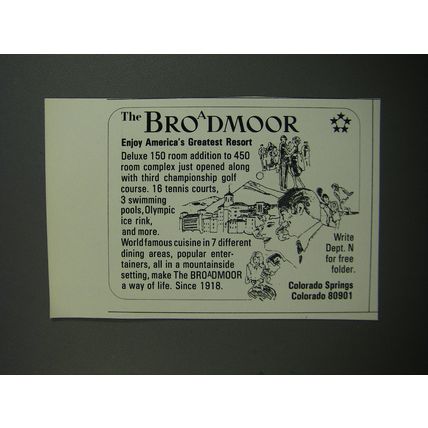 The BROADMOOR
Enjoy America's Greatest Resort
Deluxe 150 room addition to 450
room complex just opened along
with third championship golf
course. 16 tennis courts,
3 swimming
pools, Olympic
ice rink,
and more.
World famous cuisine in 7 different
dining areas, popular enter-
tainers, all in a mountainside
setting, make The BROADMOOR
a way of life. Since 1918.
Write
Dept. N
for free
folder.
Colorado Springs
Colorado 80901